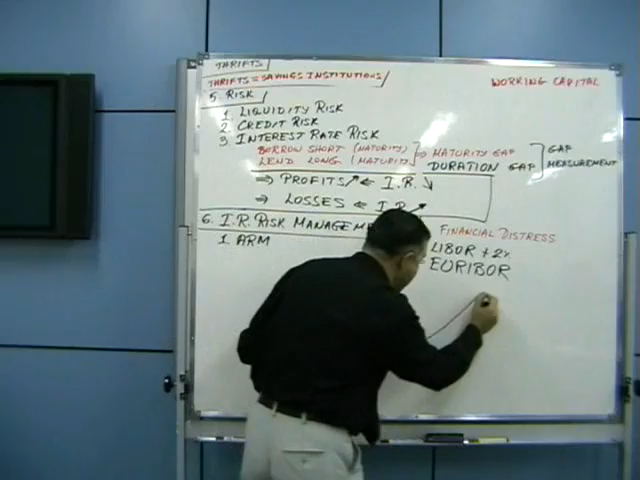 THRIFTS
THRIFTS = SAVINGS INSTITUTIONS
WORKING CAPITAL
5. RISK
1. LIQUIDITY RISK
2. CREDIT RISK
3. INTEREST RATE RISK
BORROW SHORT (MATURITY) ⇒ MATURITY GAP
LEND LONG (MATURITY) DURATION GAP
GAP
MEASUREMENT
⇒ PROFITS ↗ ⇐ I.R. ↘
⇒ LOSSES ⇐ I.R. ↗
6. I.R. RISK MANAGEM
FINANCIAL DISTRESS
1. ARM
LIBOR + 2%
EURIBOR